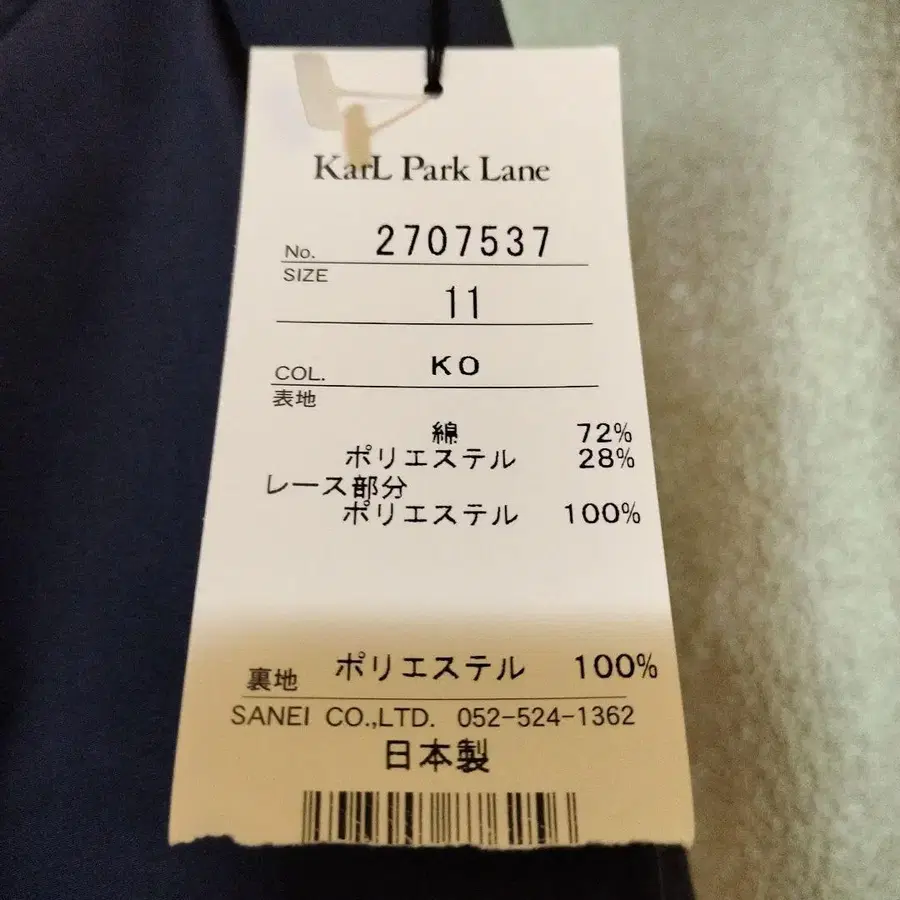 KarL Park Lane
No. 2707537
SIZE
11
COL. KO
表地
綿 72%
ポリエステル 28%
レース部分
ポリエステル 100%
裏地 ポリエステル 100%
SANEI CO.,LTD. 052-524-1362
日本製